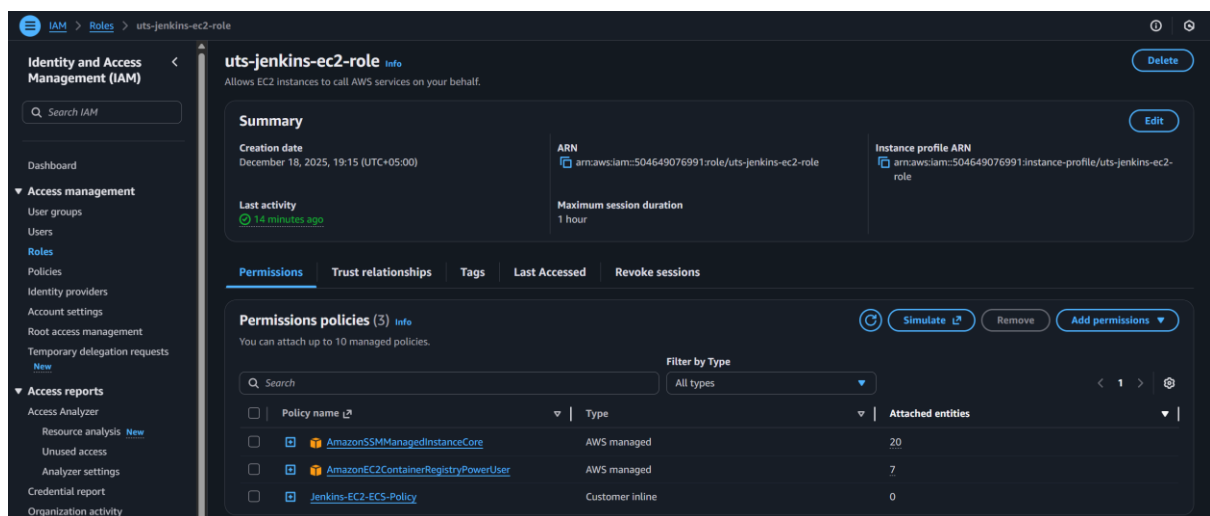 IAM > Roles > uts-jenkins-ec2-role
Identity and Access Management (IAM)
Search IAM
Dashboard
Access management
User groups
Users
Roles
Policies
Identity providers
Account settings
Root access management
Temporary delegation requests
New
Access reports
Access Analyzer
Resource analysis New
Unused access
Analyzer settings
Credential report
Organization activity
uts-jenkins-ec2-role Info
Delete
Allows EC2 instances to call AWS services on your behalf.
Summary
Edit
Creation date
December 18, 2025, 19:15 (UTC+05:00)
ARN
arn:aws:iam::504649076991:role/uts-jenkins-ec2-role
Instance profile ARN
arn:aws:iam::504649076991:instance-profile/uts-jenkins-ec2-
role
Last activity
14 minutes ago
Maximum session duration
1 hour
Permissions Trust relationships Tags Last Accessed Revoke sessions
Permissions policies (3) Info
Simulate Remove Add permissions
You can attach up to 10 managed policies.
Filter by Type
Search
All types
1
Policy name Type Attached entities
AmazonSSMManagedInstanceCore AWS managed 20
AmazonEC2ContainerRegistryPowerUser AWS managed 7
Jenkins-EC2-ECS-Policy Customer inline 0